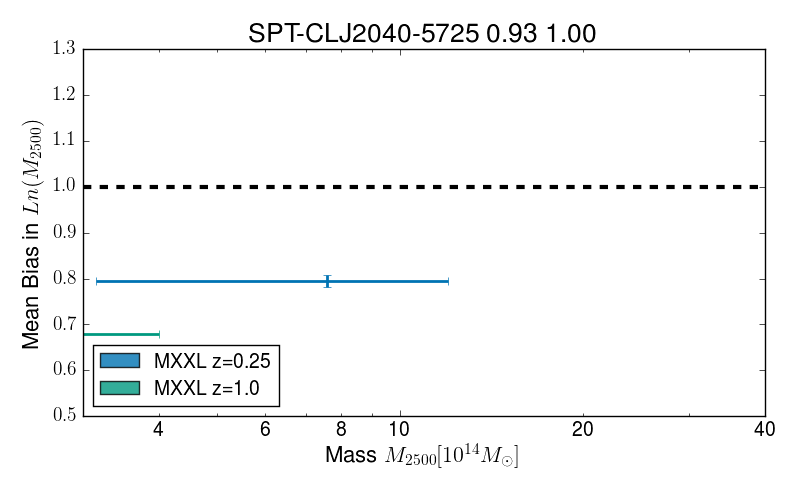 SPT-CLJ2040-5725 0.93 1.00
1.3
1.2
1.1
1.0
0.9
0.8
0.7
0.6
0.5
Mean Bias in Ln(M2500)
MXXL z=0.25
MXXL z=1.0
4 6 8 10 20 40
Mass M2500[10^14 M⊙]